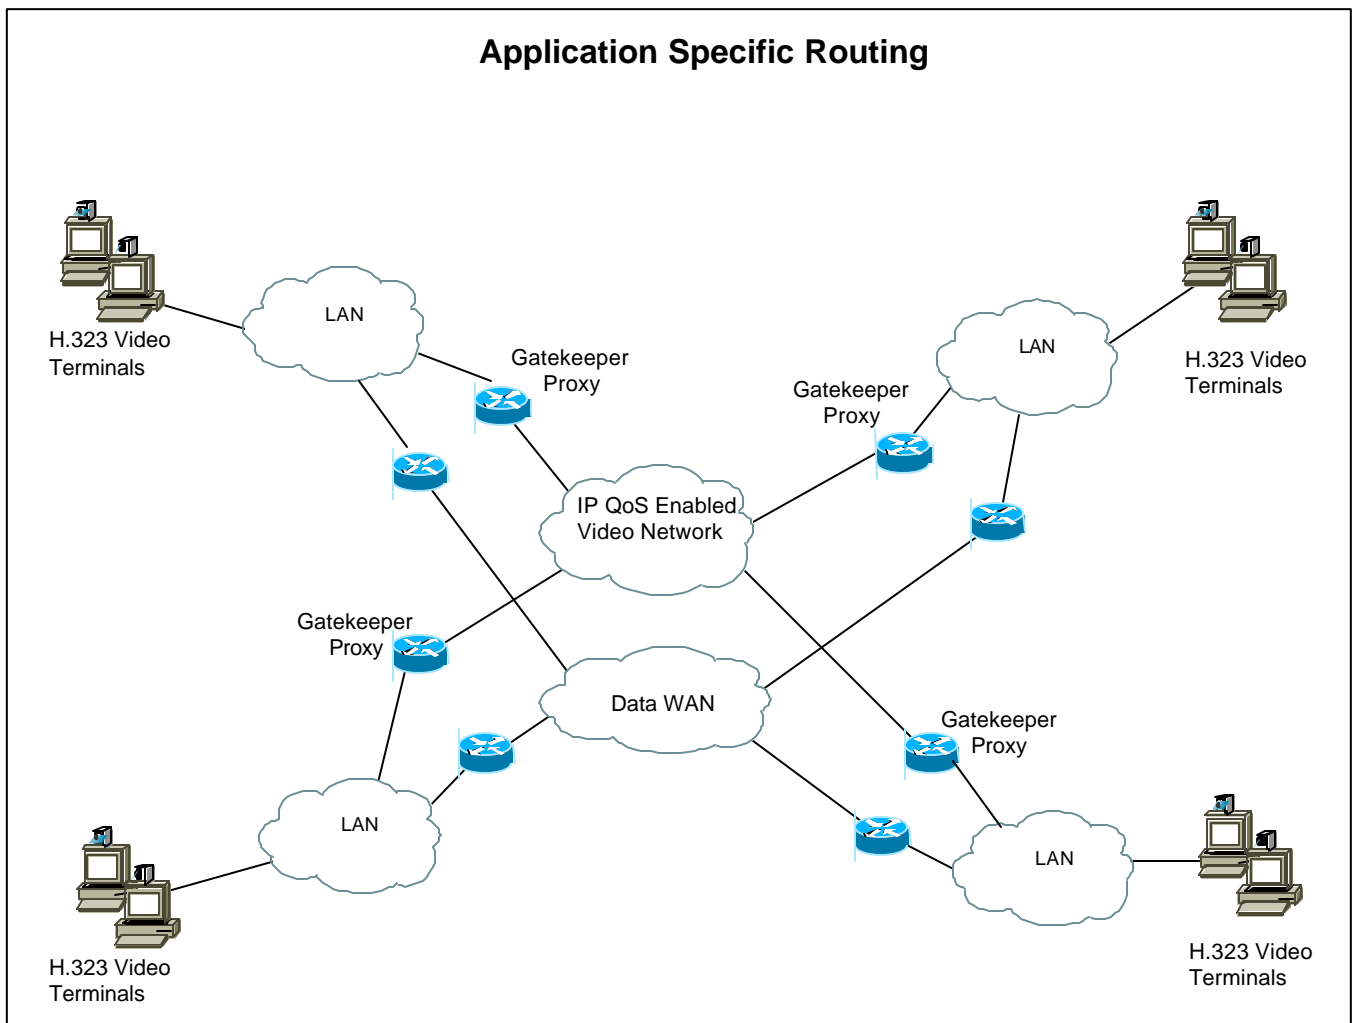 Application Specific Routing
LAN
H.323 Video
Terminals
Gatekeeper
Proxy
LAN
H.323 Video
Terminals
Gatekeeper
Proxy
IP QoS Enabled
Video Network
Gatekeeper
Proxy
Data WAN
Gatekeeper
Proxy
LAN
LAN
H.323 Video
Terminals
H.323 Video
Terminals